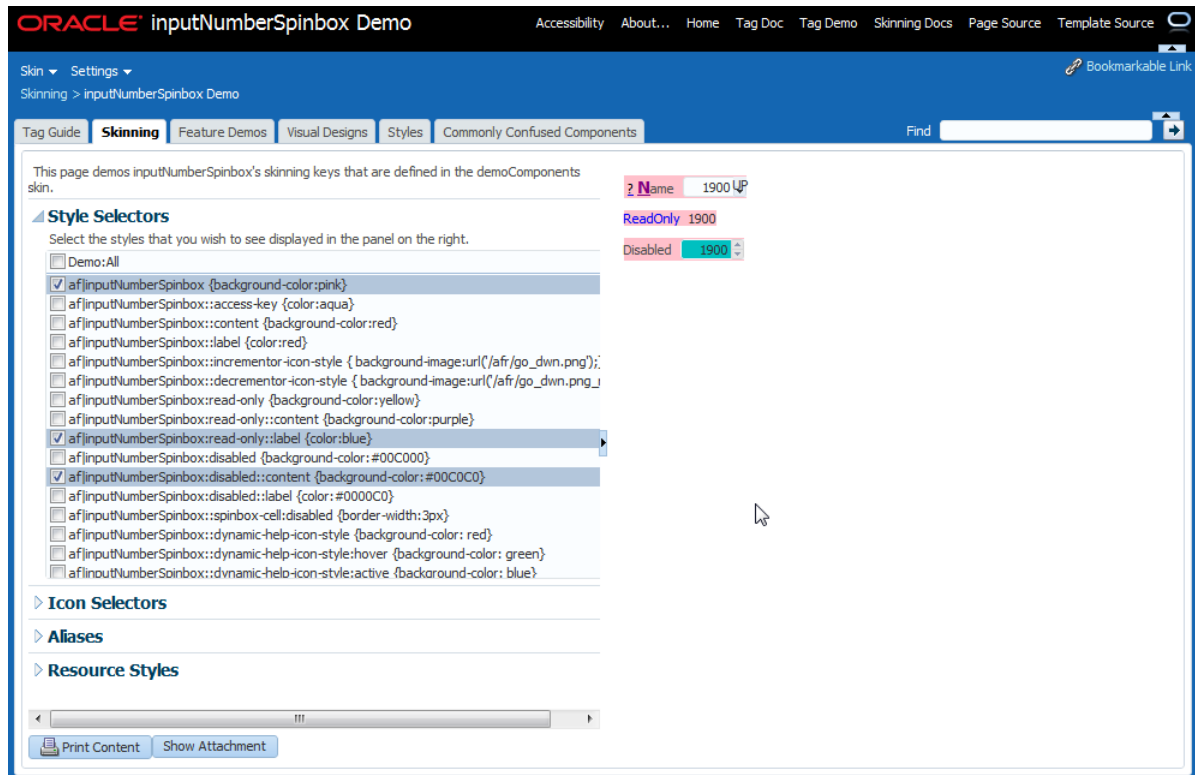 ORACLE inputNumberSpinbox Demo
Accessibility About... Home Tag Doc Tag Demo Skinning Docs Page Source Template Source
Skin Settings
Bookmarkable Link
Skinning > inputNumberSpinbox Demo
Tag Guide Skinning Feature Demos Visual Designs Styles Commonly Confused Components
Find
This page demos inputNumberSpinbox's skinning keys that are defined in the demoComponents
skin.
Style Selectors
Select the styles that you wish to see displayed in the panel on the right.
Demo:All
af|inputNumberSpinbox {background-color:pink}
af|inputNumberSpinbox::access-key {color:aqua}
af|inputNumberSpinbox::content {background-color:red}
af|inputNumberSpinbox::label {color:red}
af|inputNumberSpinbox::incrementor-icon-style { background-image:url('/afr/go_dwn.png');
af|inputNumberSpinbox::decrementor-icon-style { background-image:url('/afr/go_dwn.png_
af|inputNumberSpinbox:read-only {background-color:yellow}
af|inputNumberSpinbox:read-only::content {background-color:purple}
af|inputNumberSpinbox:read-only::label {color:blue}
af|inputNumberSpinbox:disabled {background-color:#00C000}
af|inputNumberSpinbox:disabled::content {background-color:#00C0C0}
af|inputNumberSpinbox:disabled::label {color:#0000C0}
af|inputNumberSpinbox::spinbox-cell:disabled {border-width:3px}
af|inputNumberSpinbox::dynamic-help-icon-style {background-color: red}
af|inputNumberSpinbox::dynamic-help-icon-style:hover {background-color: green}
af|inputNumberSpinbox::dynamic-help-icon-style:active {background-color: blue}
Icon Selectors
Aliases
Resource Styles
Print Content Show Attachment
? Name 1900 UP
ReadOnly 1900
Disabled 1900